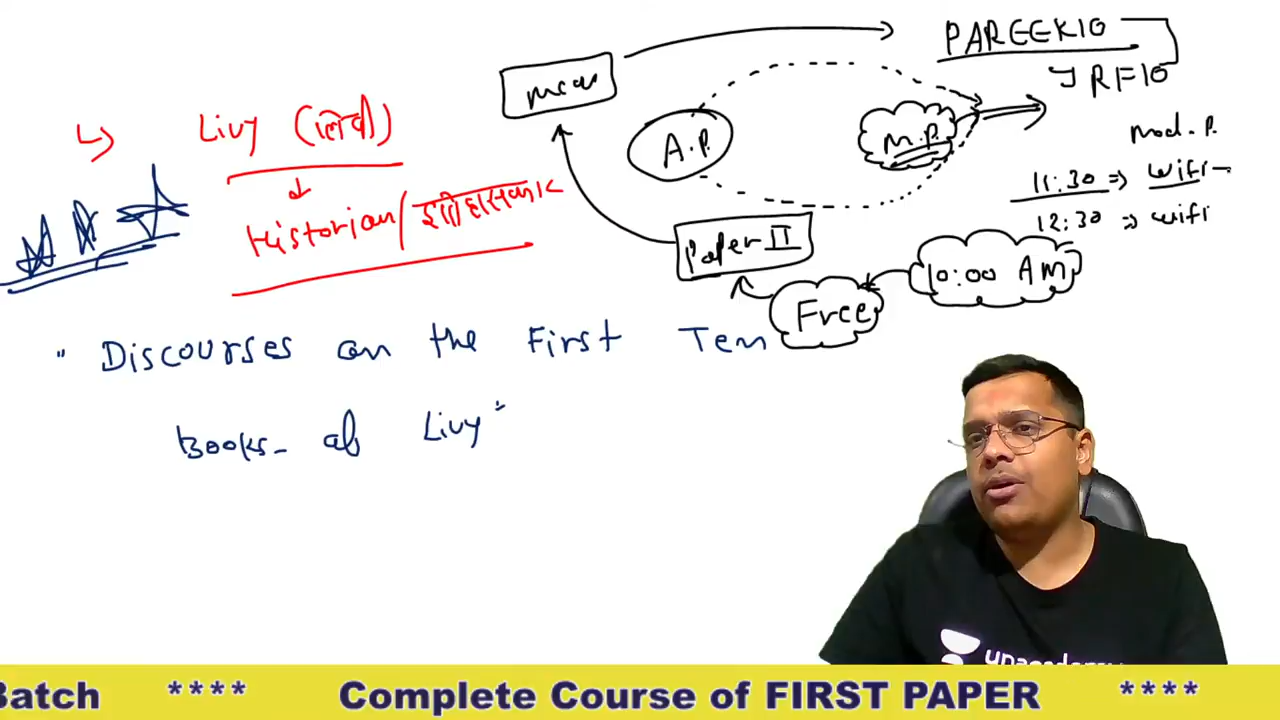 ↳ Livy (लिवी)
Historian/इतिहासकार
"Discourses on the First Ten
Books of Livy"
PAREEK10
JRF10
mcq
A.P.
M.P.
mod. P.
11:30 ⇒ wifi
12:30 ⇒ wifi
Paper II
10:00 AM
Free
unacademy
Batch **** Complete Course of FIRST PAPER ****